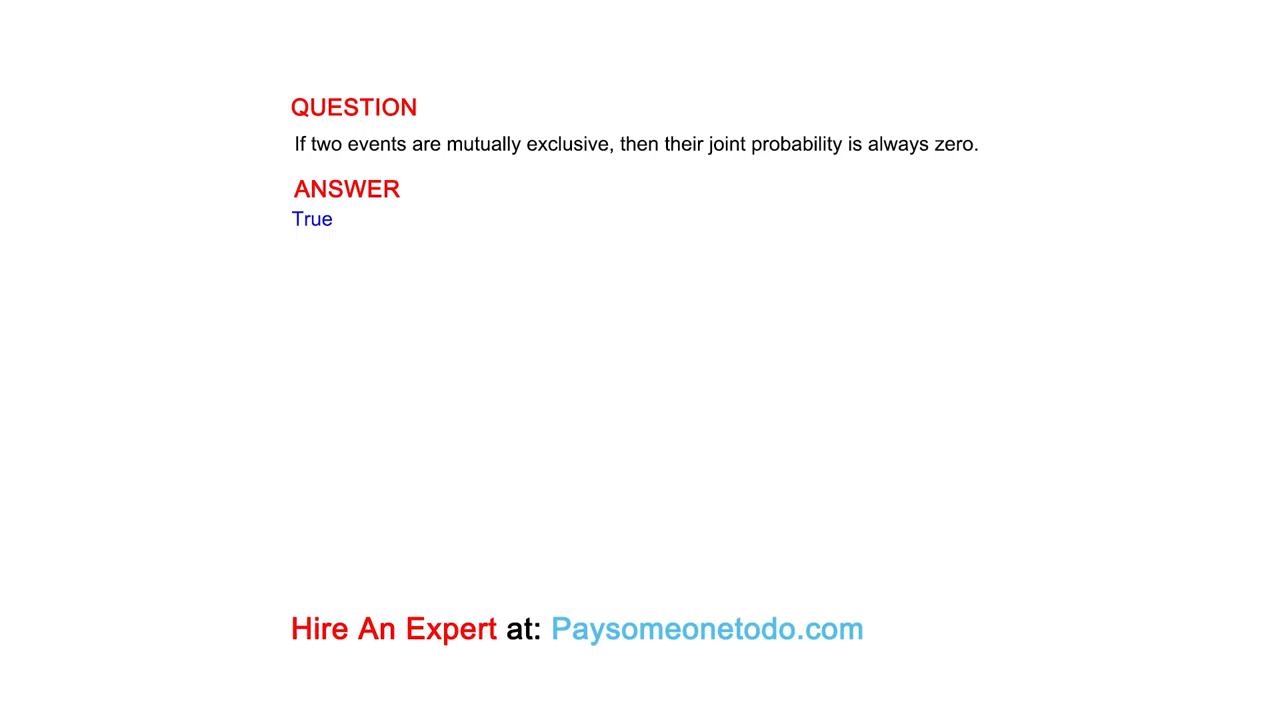 QUESTION
If two events are mutually exclusive, then their joint probability is always zero.
ANSWER
True
Hire An Expert at: Paysomeonetodo.com